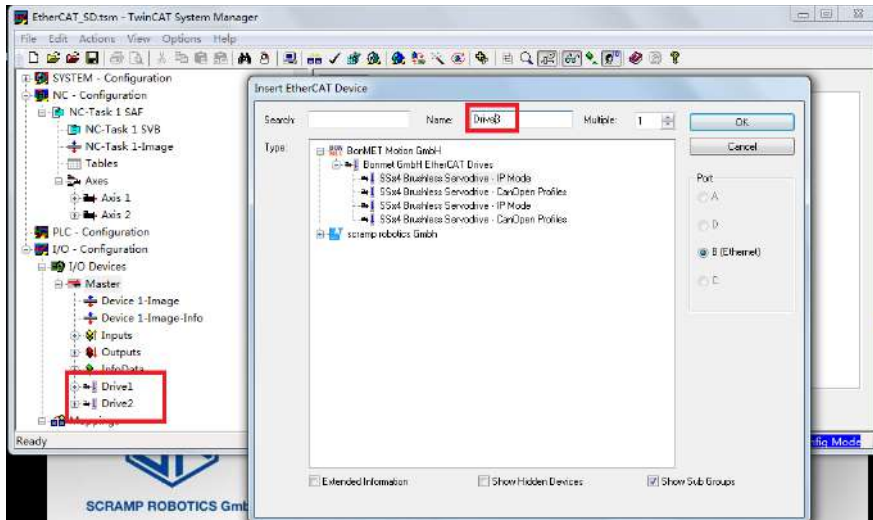 EtherCAT_SD.tsm - TwinCAT System Manager
File Edit Actions View Options Help
SYSTEM - Configuration
NC - Configuration
NC-Task 1 SAF
NC-Task 1 SVB
NC-Task 1-Image
Tables
Axes
Axis 1
Axis 2
PLC - Configuration
I/O - Configuration
I/O Devices
Master
Device 1-Image
Device 1-Image-Info
Inputs
Outputs
InfoData
Drive1
Drive2
Mappings
Ready
Insert EtherCAT Device
Search: Name: Drive3 Multiple: 1 OK
Type: Cancel
BonMET Motion GmbH
Bonmet GmbH EtherCAT Drives
SSx4 Brushless Servodrive - IP Mode
SSx4 Brushless Servodrive - CanOpen Profiles
SSx4 Brushless Servodrive - IP Mode
SSx4 Brushless Servodrive - CanOpen Profiles
scramp robotics Gmbh
Port
A
D
B (Ethernet)
C
Extended Information Show Hidden Devices Show Sub Groups
fig Mode
SCRAMP ROBOTICS Gmb